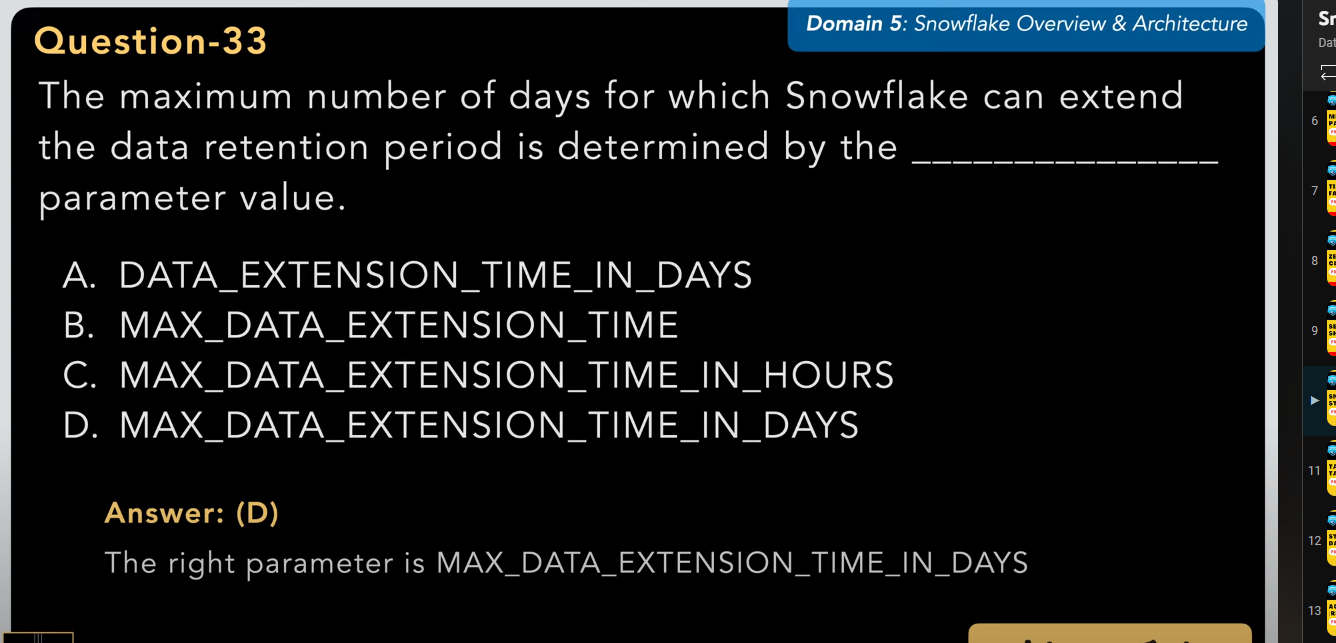 Domain 5: Snowflake Overview & Architecture
Question-33
The maximum number of days for which Snowflake can extend
the data retention period is determined by the _______________
parameter value.
A. DATA_EXTENSION_TIME_IN_DAYS
B. MAX_DATA_EXTENSION_TIME
C. MAX_DATA_EXTENSION_TIME_IN_HOURS
D. MAX_DATA_EXTENSION_TIME_IN_DAYS
Answer: (D)
The right parameter is MAX_DATA_EXTENSION_TIME_IN_DAYS
6
7
8
9
11
12
13